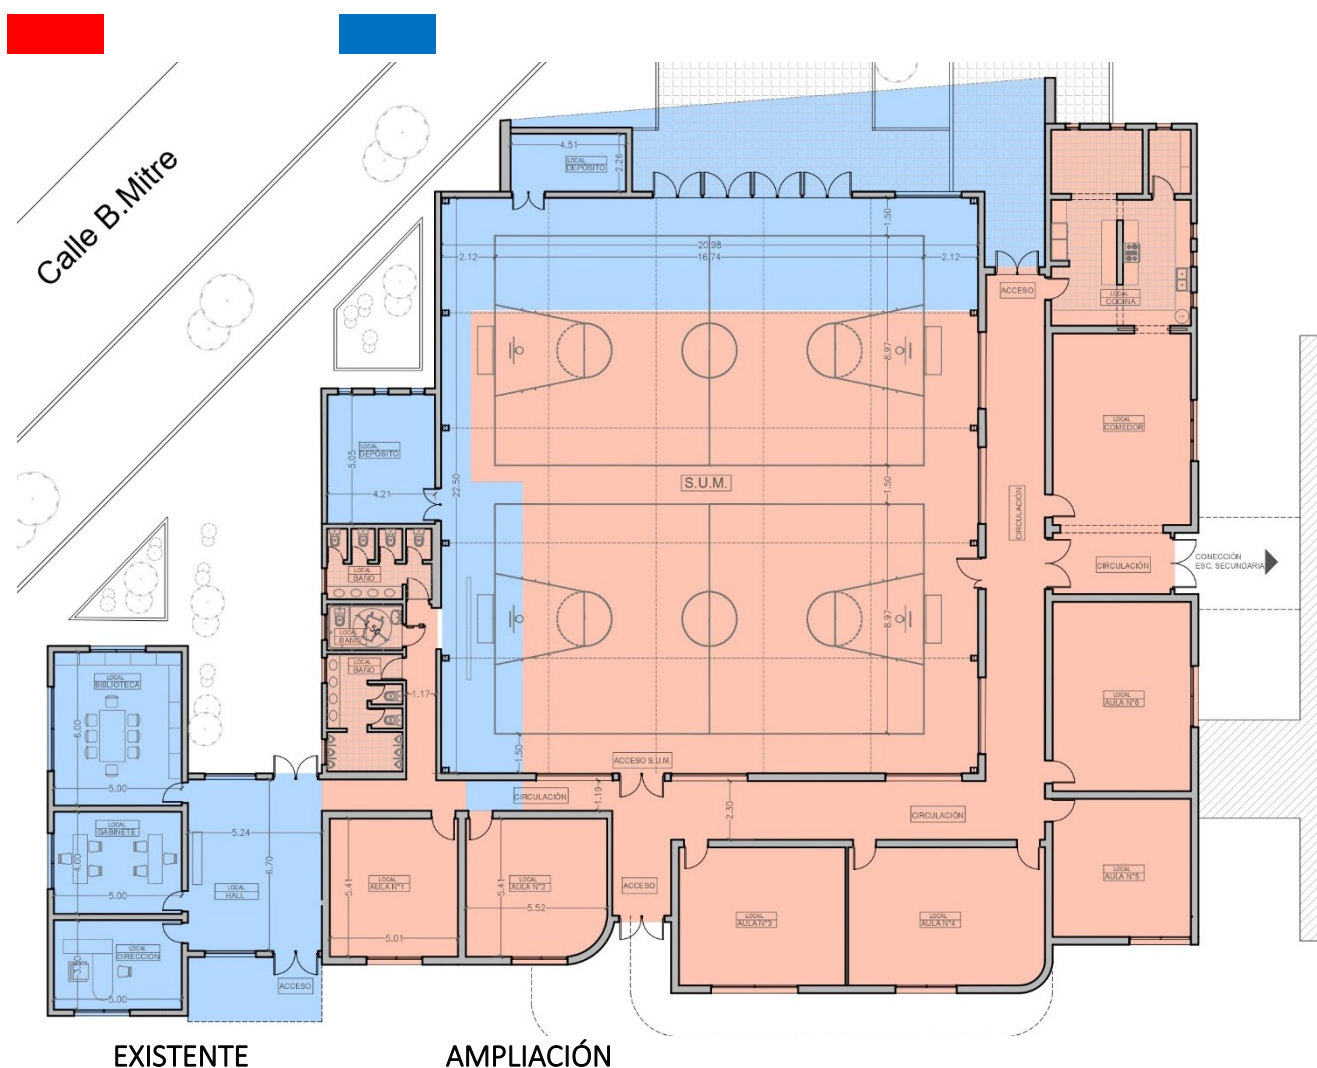 Calle B.Mitre
4.51
LOCAL
DEPÓSITO
2.26
1.50
20.98
2.12
16.74
2.12
ACCESO
LOCAL
COCINA
8.97
LOCAL
COMEDOR
LOCAL
DEPÓSITO
5.05
4.21
22.50
S.U.M.
1.50
CIRCULACIÓN
CONECCIÓN
ESC. SECUNDARIA
CIRCULACIÓN
LOCAL
BAÑO
LOCAL
BAÑO
1.50
8.97
LOCAL
BAÑO
1.17
LOCAL
BIBLIOTECA
6.00
5.00
LOCAL
AULA N°6
1.50
ACCESO S.U.M.
CIRCULACIÓN
1.19
2.30
CIRCULACIÓN
LOCAL
GABINETE
4.00
5.00
5.24
6.70
LOCAL
HALL
5.41
LOCAL
AULA N°1
5.01
5.41
LOCAL
AULA N°2
5.52
ACCESO
LOCAL
AULA N°3
LOCAL
AULA N°4
LOCAL
AULA N°5
LOCAL
DIRECCION
5.00
ACCESO
EXISTENTE
AMPLIACIÓN